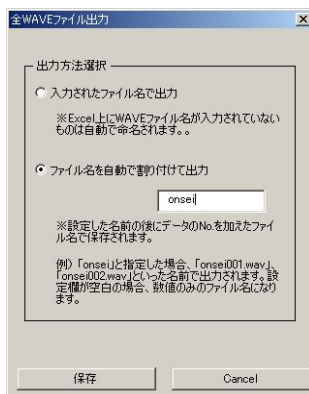 全WAVEファイル出力
出力方法選択
入力されたファイル名で出力
※Excel上にWAVEファイル名が入力されていない
ものは自動で命名されます。。
ファイル名を自動で割り付けて出力
onsei
※設定した名前の後にデータのNo.を加えたファイ
ル名で保存されます。
例）「onsei」と指定した場合、「onsei001.wav」、
「onsei002.wav」といった名前で出力されます。設
定欄が空白の場合、数値のみのファイル名になり
ます。
保存
Cancel